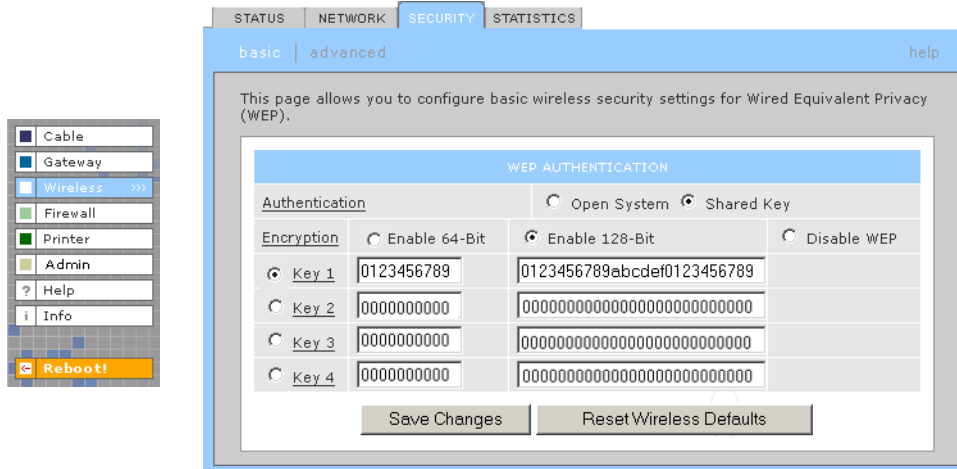 STATUS NETWORK SECURITY STATISTICS
basic advanced help
This page allows you to configure basic wireless security settings for Wired Equivalent Privacy
(WEP).
Cable
Gateway
Wireless >>>
Firewall
Printer
Admin
? Help
i Info
Reboot!
WEP AUTHENTICATION
Authentication Open System Shared Key
Encryption Enable 64-Bit Enable 128-Bit Disable WEP
Key 1 0123456789 0123456789abcdef0123456789
Key 2 0000000000 00000000000000000000000000
Key 3 0000000000 00000000000000000000000000
Key 4 0000000000 00000000000000000000000000
Save Changes Reset Wireless Defaults